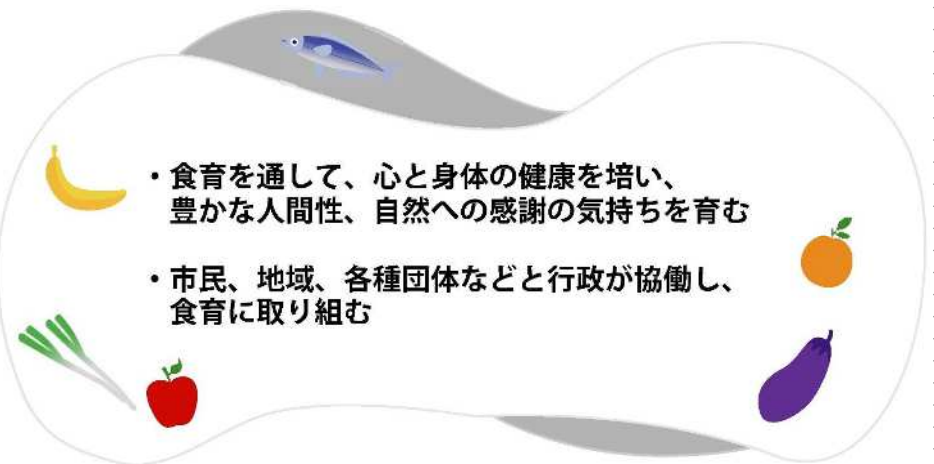 ・食育を通して、心と身体の健康を培い、
豊かな人間性、自然への感謝の気持ちを育む
・市民、地域、各種団体などと行政が協働し、
食育に取り組む